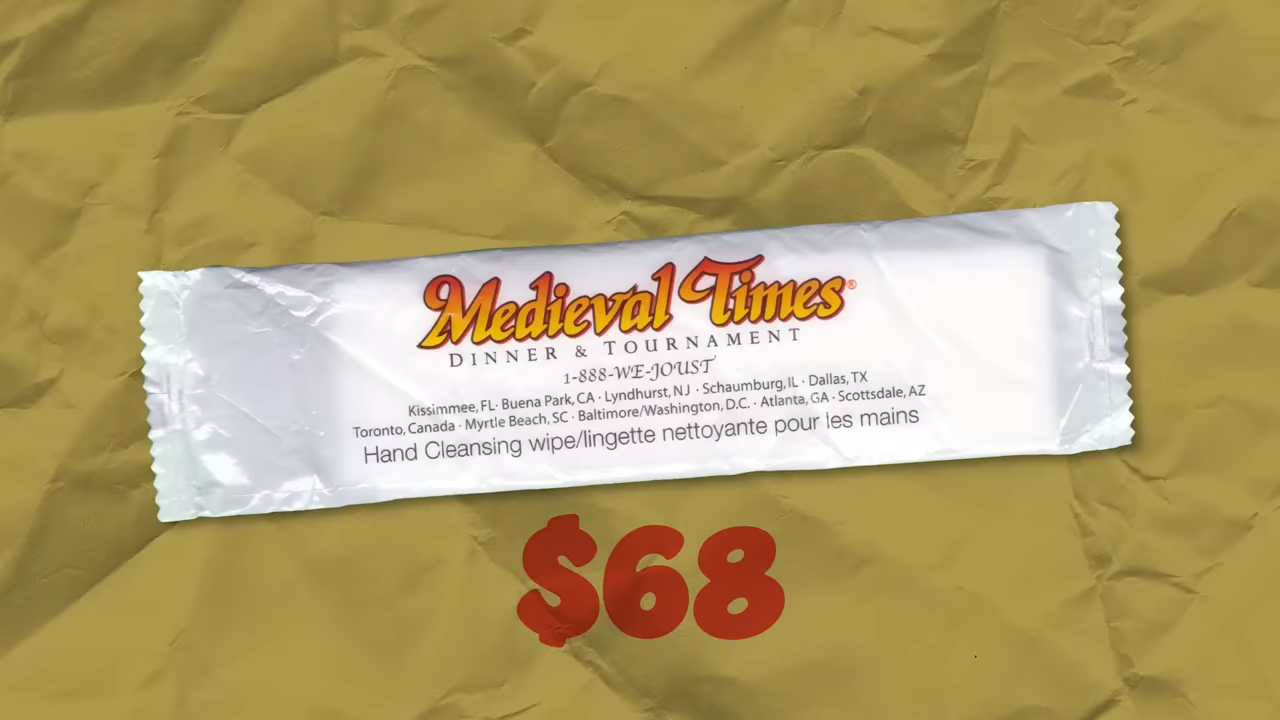 Medieval Times®
DINNER & TOURNAMENT
1-888-WE-JOUST
Kissimmee, FL · Buena Park, CA · Lyndhurst, NJ · Schaumburg, IL · Dallas, TX
Toronto, Canada · Myrtle Beach, SC · Baltimore/Washington, D.C. · Atlanta, GA · Scottsdale, AZ
Hand Cleansing wipe/lingette nettoyante pour les mains
$68